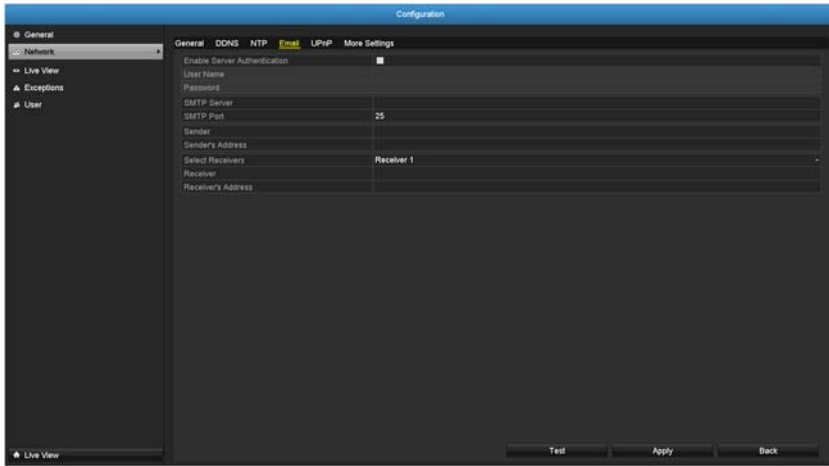 Configuration
General
Network
Live View
Exceptions
User
General DDNS NTP Email UPnP More Settings
Enable Server Authentication
User Name
Password
SMTP Server
SMTP Port 25
Sender
Sender's Address
Select Receivers Receiver 1
Receiver
Receiver's Address
Live View
Test Apply Back